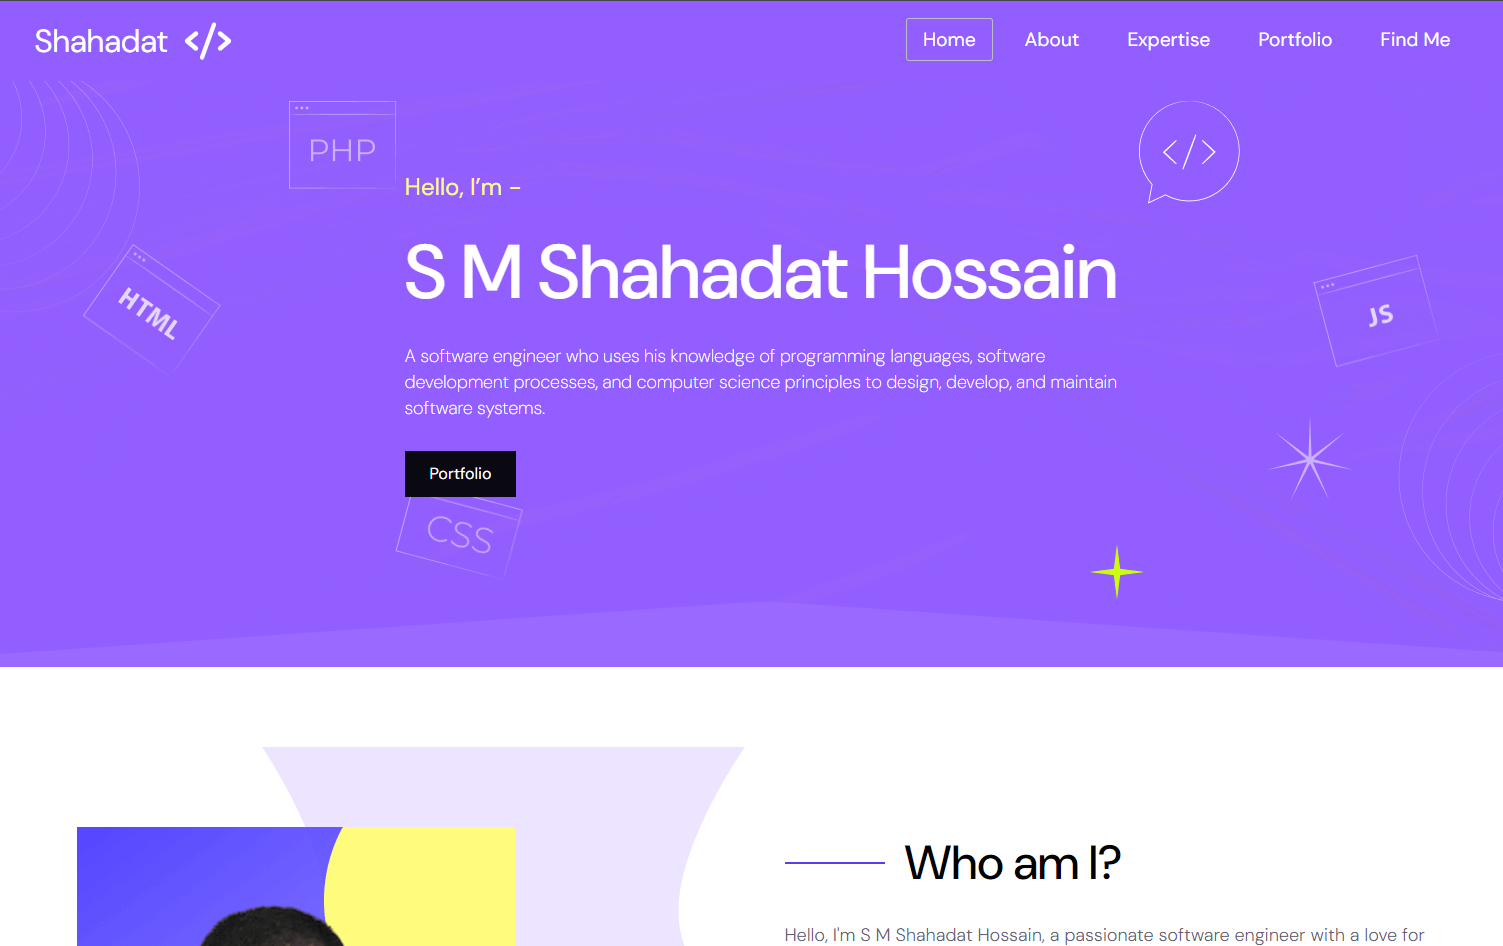 Shahadat </>
Home About Expertise Portfolio Find Me
PHP
</>
Hello, I’m -
S M Shahadat Hossain
HTML
JS
A software engineer who uses his knowledge of programming languages, software
development processes, and computer science principles to design, develop, and maintain
software systems.
Portfolio
CSS
Who am I?
Hello, I'm S M Shahadat Hossain, a passionate software engineer with a love for